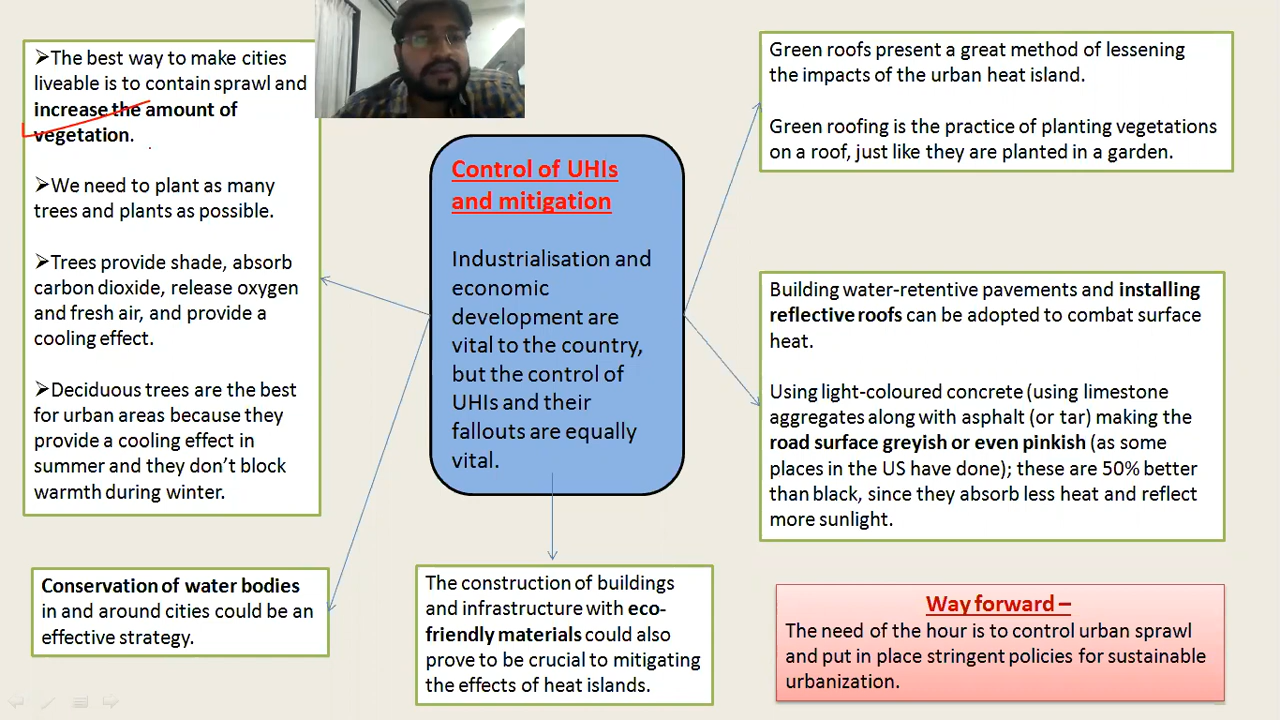 ➢The best way to make cities
liveable is to contain sprawl and
increase the amount of
vegetation.
➢We need to plant as many
trees and plants as possible.
➢Trees provide shade, absorb
carbon dioxide, release oxygen
and fresh air, and provide a
cooling effect.
➢Deciduous trees are the best
for urban areas because they
provide a cooling effect in
summer and they don't block
warmth during winter.
Conservation of water bodies
in and around cities could be an
effective strategy.
Control of UHIs
and mitigation
Industrialisation and
economic
development are
vital to the country,
but the control of
UHIs and their
fallouts are equally
vital.
The construction of buildings
and infrastructure with eco-
friendly materials could also
prove to be crucial to mitigating
the effects of heat islands.
Green roofs present a great method of lessening
the impacts of the urban heat island.
Green roofing is the practice of planting vegetations
on a roof, just like they are planted in a garden.
Building water-retentive pavements and installing
reflective roofs can be adopted to combat surface
heat.
Using light-coloured concrete (using limestone
aggregates along with asphalt (or tar) making the
road surface greyish or even pinkish (as some
places in the US have done); these are 50% better
than black, since they absorb less heat and reflect
more sunlight.
Way forward –
The need of the hour is to control urban sprawl
and put in place stringent policies for sustainable
urbanization.